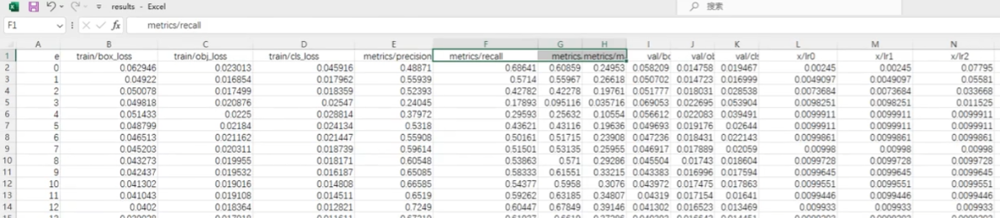 results - Excel
搜索
F1 fx metrics/recall
A B C D E F G H I J K L M N
1 e train/box_loss train/obj_loss train/cls_loss metrics/precision metrics/recall metrics. metrics/m. val/bo val/ob val/cls x/lr0 x/lr1 x/lr2
2 0 0.062946 0.023013 0.045916 0.48871 0.68641 0.60859 0.24953 0.058209 0.014758 0.019467 0.00245 0.00245 0.07795
3 1 0.04922 0.016854 0.017962 0.55939 0.5714 0.55967 0.26618 0.050702 0.014723 0.016999 0.0049097 0.0049097 0.05581
4 2 0.050078 0.017499 0.018359 0.52393 0.42782 0.42278 0.19761 0.051777 0.018031 0.028538 0.0073684 0.0073684 0.033668
5 3 0.049818 0.020876 0.02547 0.24045 0.17893 0.095116 0.035716 0.069053 0.022695 0.053904 0.0098251 0.0098251 0.011525
6 4 0.051433 0.0225 0.028814 0.37972 0.29593 0.25632 0.10554 0.056612 0.022083 0.039491 0.0099911 0.0099911 0.0099911
7 5 0.048799 0.02184 0.024134 0.5318 0.43621 0.43116 0.19636 0.049693 0.019176 0.02644 0.0099911 0.0099911 0.0099911
8 6 0.046513 0.021162 0.021447 0.55908 0.50161 0.51715 0.23908 0.047236 0.018431 0.022143 0.0099861 0.0099861 0.0099861
9 7 0.045203 0.020311 0.018739 0.59614 0.51501 0.53135 0.25955 0.046917 0.017889 0.02059 0.00998 0.00998 0.00998
10 8 0.043273 0.019955 0.018171 0.60548 0.53863 0.571 0.29286 0.045504 0.01743 0.018604 0.0099728 0.0099728 0.0099728
11 9 0.042437 0.019532 0.016187 0.65085 0.58333 0.61551 0.33215 0.043383 0.016996 0.017594 0.0099645 0.0099645 0.0099645
12 10 0.041302 0.019016 0.014808 0.66585 0.54377 0.5958 0.3076 0.043972 0.017475 0.017863 0.0099551 0.0099551 0.0099551
13 11 0.041043 0.019108 0.014511 0.6519 0.59262 0.63185 0.34807 0.04319 0.017154 0.01641 0.0099446 0.0099446 0.0099446
14 12 0.0402 0.018364 0.012821 0.7249 0.60447 0.67849 0.39146 0.041302 0.016523 0.013469 0.009933 0.009933 0.009933